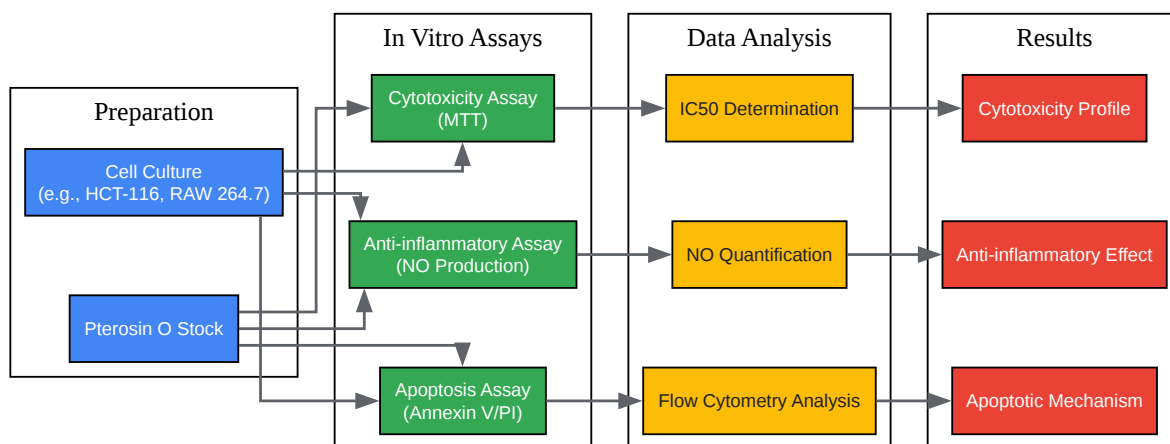 Preparation
Cell Culture
(e.g., HCT-116, RAW 264.7)
Pterosin O Stock
In Vitro Assays
Cytotoxicity Assay
(MTT)
Anti-inflammatory Assay
(NO Production)
Apoptosis Assay
(Annexin V/PI)
Data Analysis
IC50 Determination
NO Quantification
Flow Cytometry Analysis
Results
Cytotoxicity Profile
Anti-inflammatory Effect
Apoptotic Mechanism